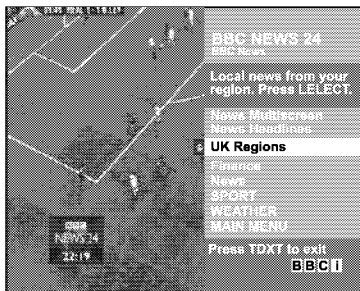 BBC NEWS 24
BBC News
Local news from your
region. Press LELECT.
News Multiscreen
News Headlines
UK Regions
Finance
News
SPORT
WEATHER
MAIN MENU
Press TDXT to exit
BBCi
BBC
NEWS 24
22:19